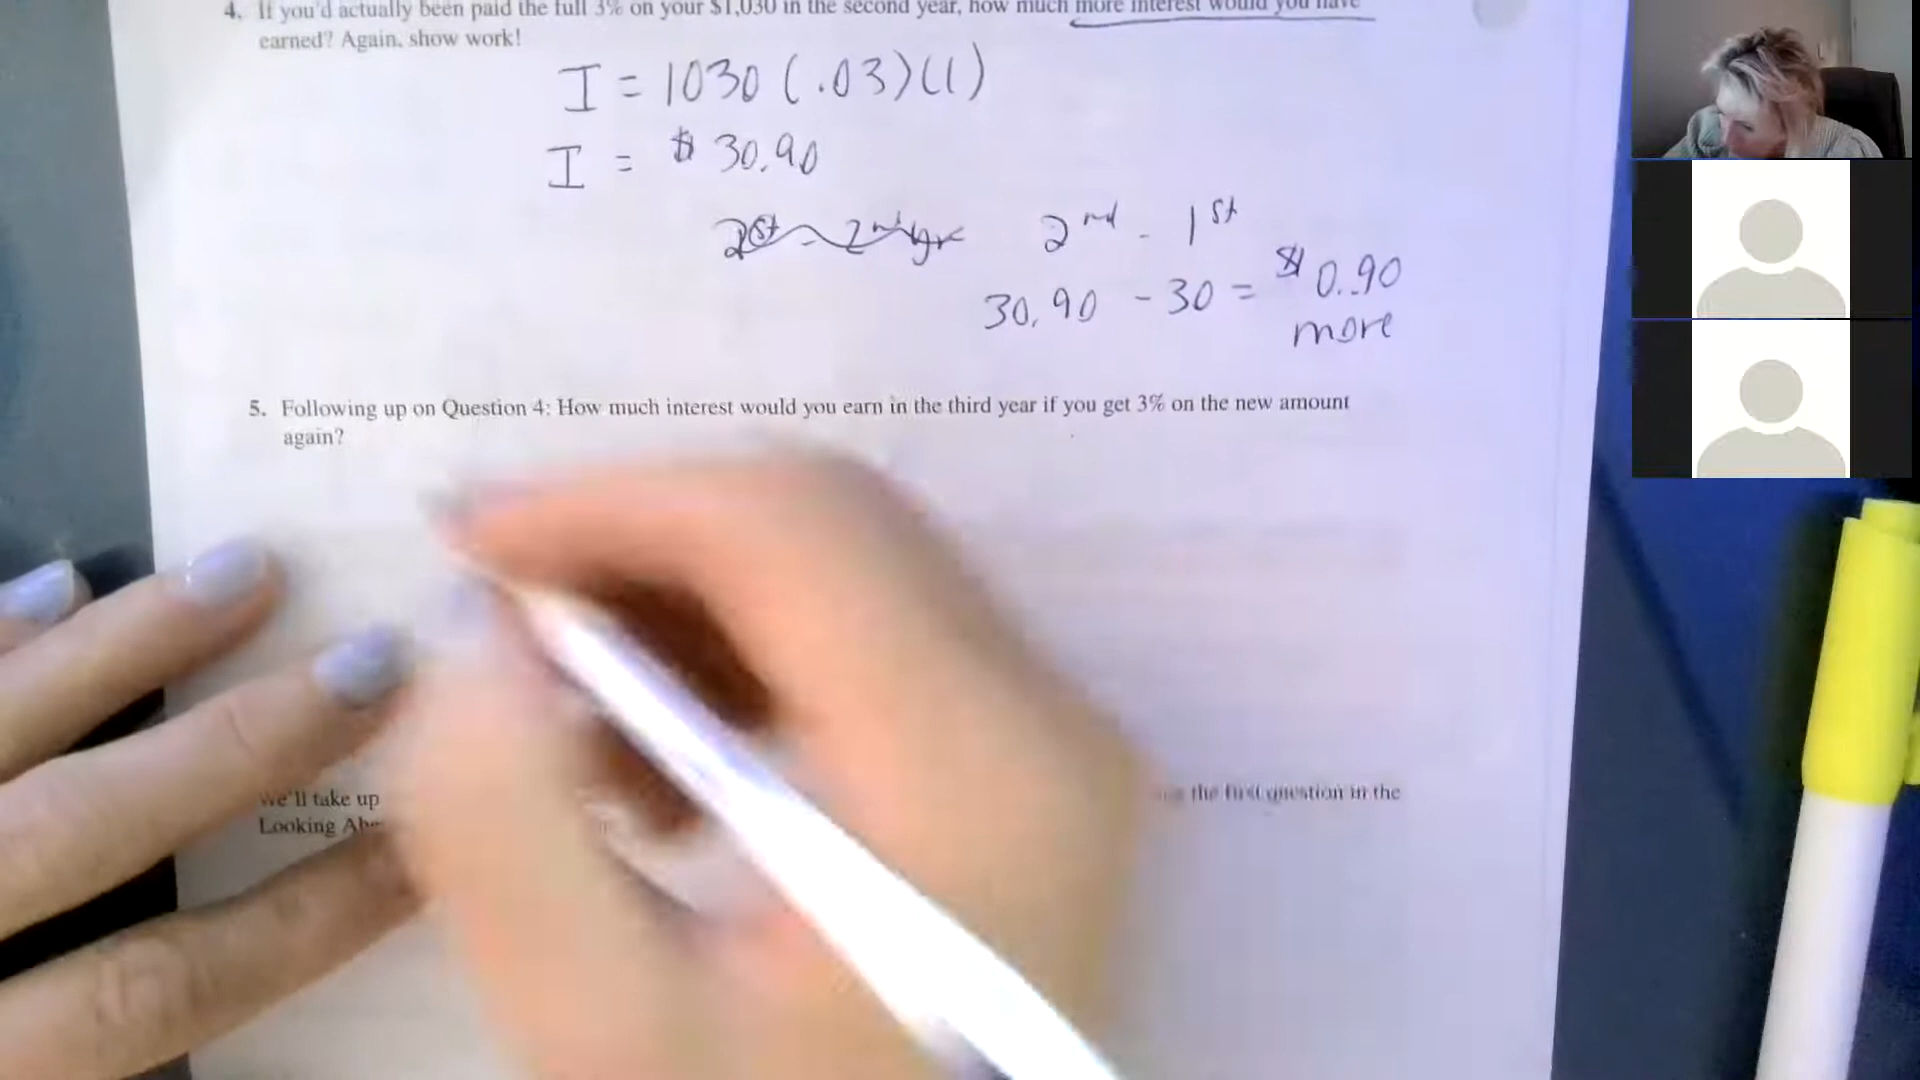 4. If you'd actually been paid the full 3% on your $1,030 in the second year, how much more interest would you have
earned? Again, show work!
I = 1030 (.03)(1)
I = $ 30.90
2nd - 1st
30.90 - 30 = $0.90
more
5. Following up on Question 4: How much interest would you earn in the third year if you get 3% on the new amount
again?
We'll take up the first question in the
Looking